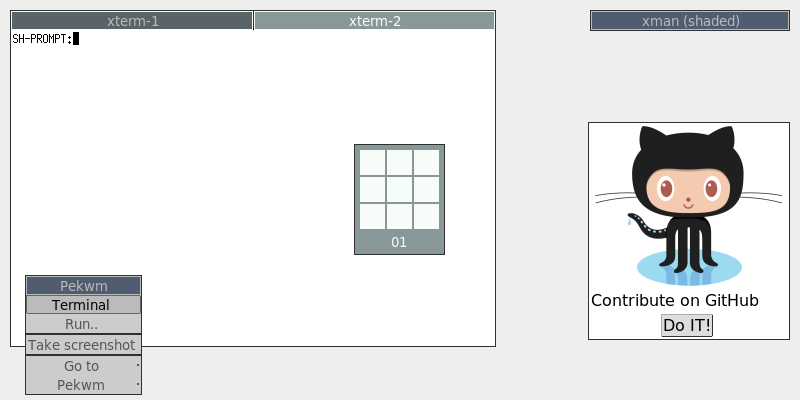 xterm-1
xterm-2
xman (shaded)
SH-PROMPT:
01
Pekwm
Terminal
Run..
Take screenshot
Go to
Pekwm
Contribute on GitHub
Do IT!